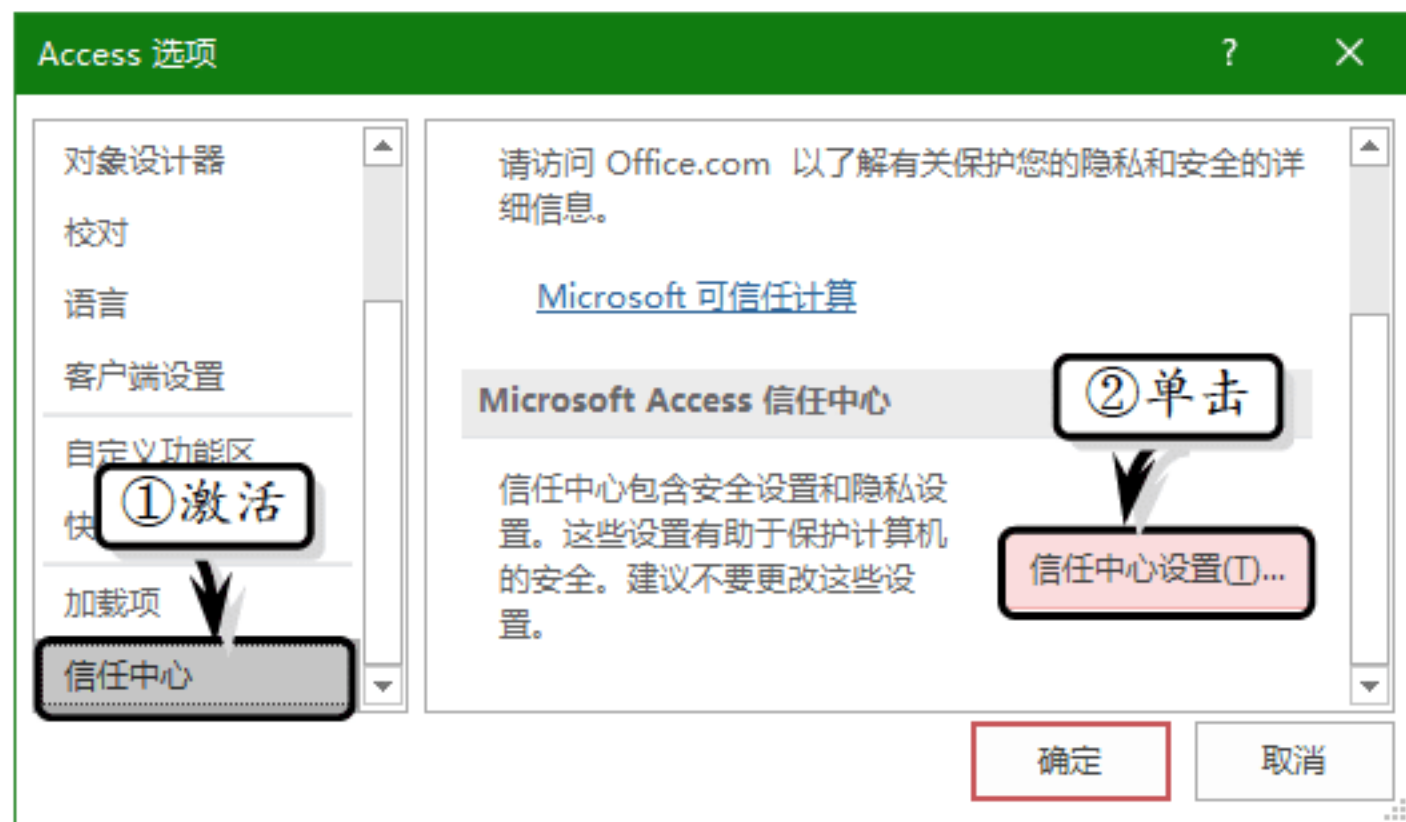 Access 选项
?
对象设计器
校对
语言
客户端设置
自定义功能区
①激活
快
加载项
信任中心
请访问 Office.com 以了解有关保护您的隐私和安全的详
细信息。
Microsoft 可信任计算
Microsoft Access 信任中心
②单击
信任中心包含安全设置和隐私设
置。这些设置有助于保护计算机
的安全。建议不要更改这些设
置。
信任中心设置(T)...
确定
取消